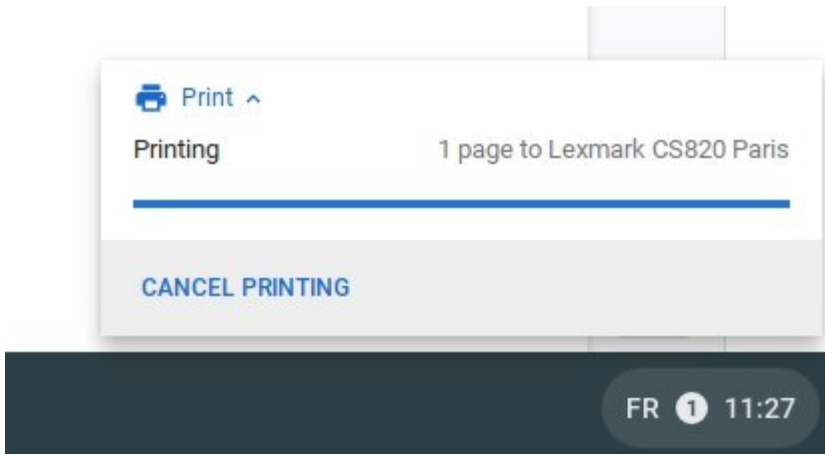 Print
Printing 1 page to Lexmark CS820 Paris
CANCEL PRINTING
FR 1 11:27